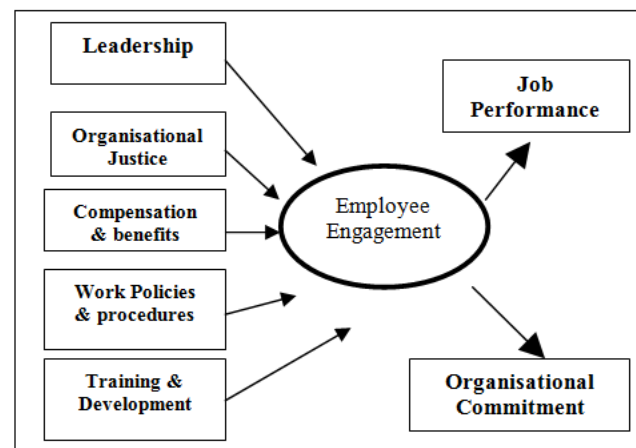 Leadership
Organisational
Justice
Compensation
& benefits
Work Policies
& procedures
Training &
Development
Employee
Engagement
Job
Performance
Organisational
Commitment